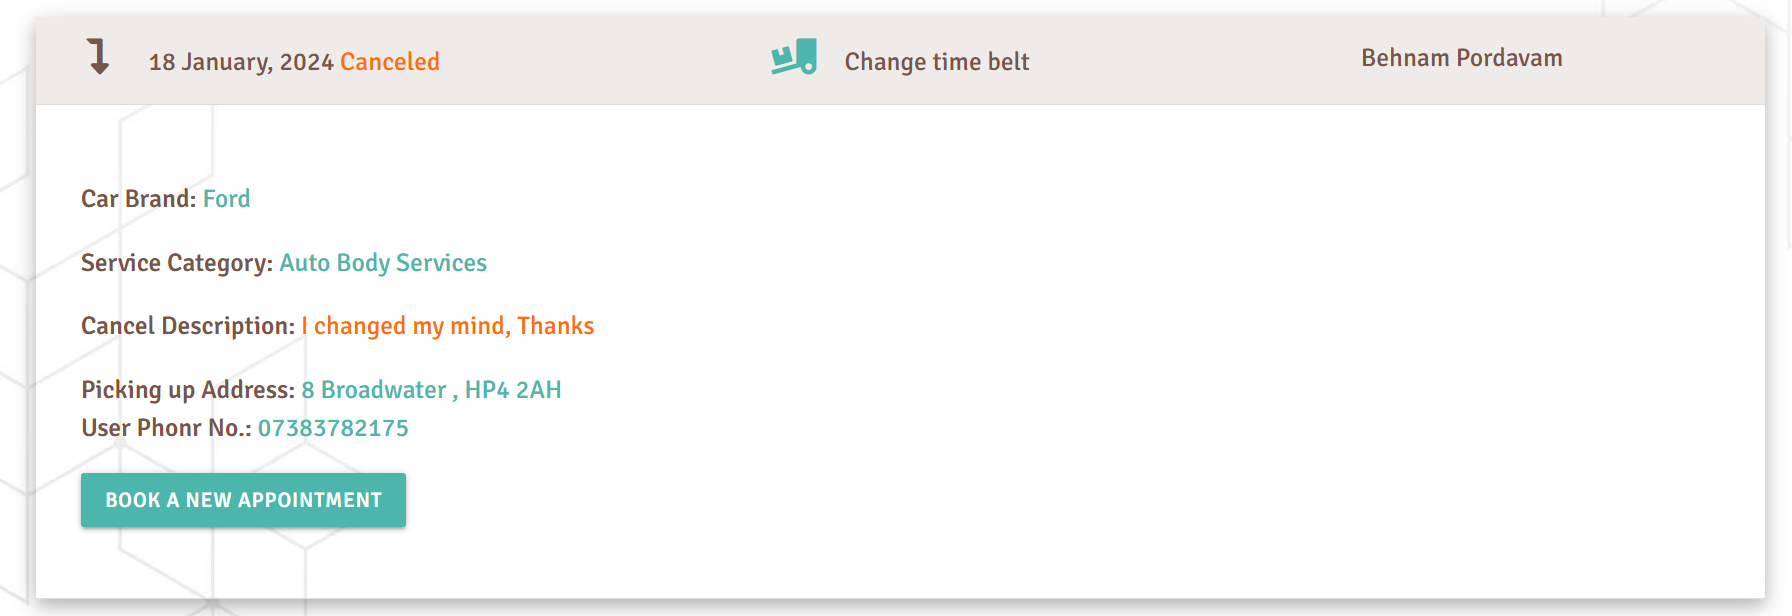 18 January, 2024 Canceled Change time belt Behnam Pordavam
Car Brand: Ford
Service Category: Auto Body Services
Cancel Description: I changed my mind, Thanks
Picking up Address: 8 Broadwater , HP4 2AH
User Phonr No.: 07383782175
BOOK A NEW APPOINTMENT